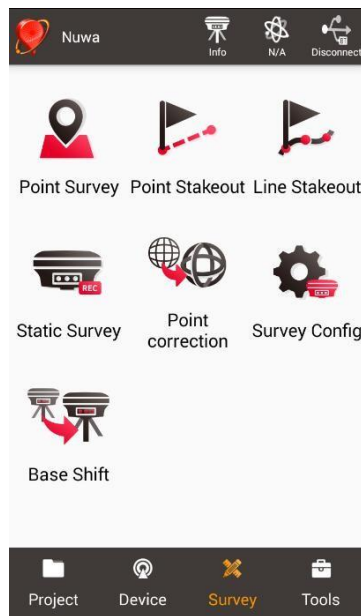 Nuwa
Info
N/A
Disconnect
Point Survey
Point Stakeout
Line Stakeout
REC
Static Survey
Point
correction
Survey Config
Base Shift
Project
Device
Survey
Tools